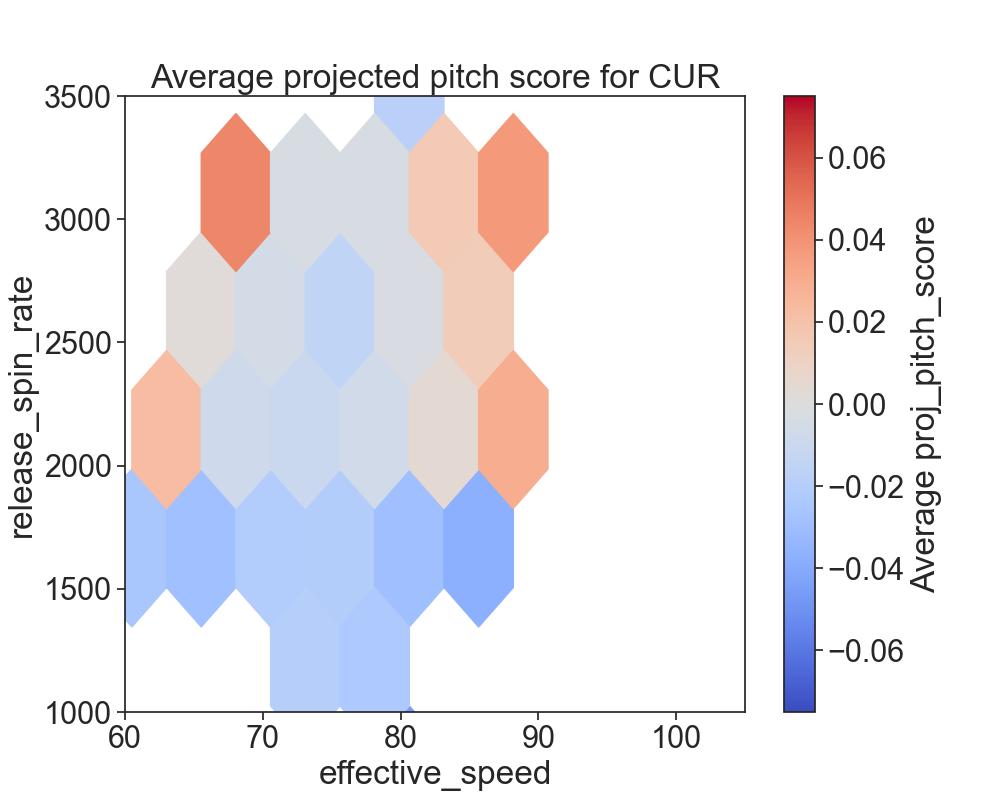 Average projected pitch score for CUR
release_spin_rate
3500
3000
2500
2000
1500
1000
60 70 80 90 100
effective_speed
0.06
0.04
0.02
0.00
−0.02
−0.04
−0.06
Average proj_pitch_score